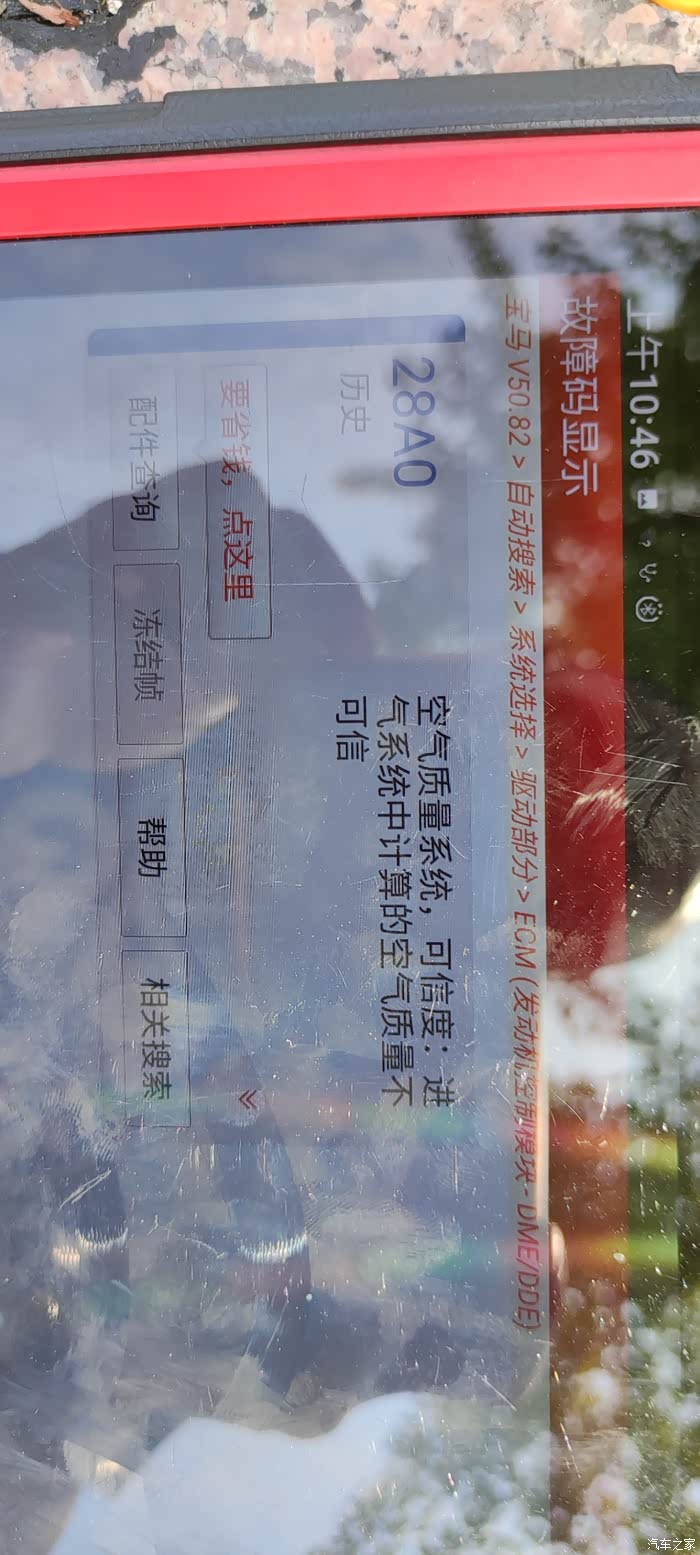 上午10:46
故障码显示
宝马 V50.82 > 自动搜索 > 系统选择 > 驱动部分 > ECM (发动机控制模块 - DME/DDE)
28A0
历史
空气质量系统，可信度：进
气系统中计算的空气质量不
可信
要省钱，点这里
配件查询
冻结帧
帮助
相关搜索
汽车之家